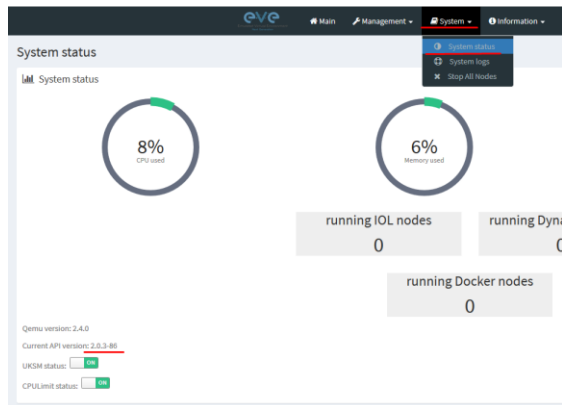 eve Main Management System Information
System status
System status
System logs
Stop All Nodes
System status
8%
CPU used
6%
Memory used
running IOL nodes
0
running Dyna
running Docker nodes
0
Qemu version: 2.4.0
Current API version: 2.0.3-86
UKSM status: ON
CPULimit status: ON